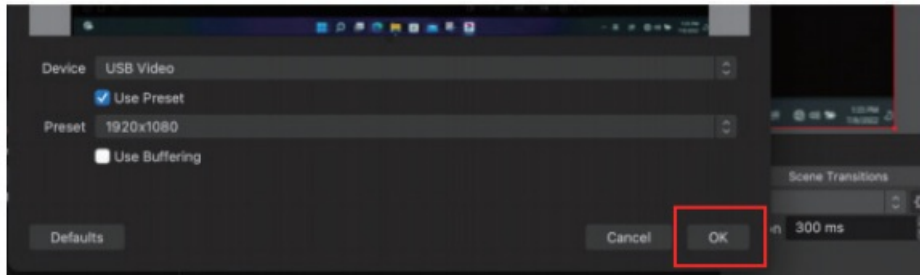 Device USB Video
Use Preset
Preset 1920x1080
Use Buffering
Scene Transitions
300 ms
Defaults Cancel OK